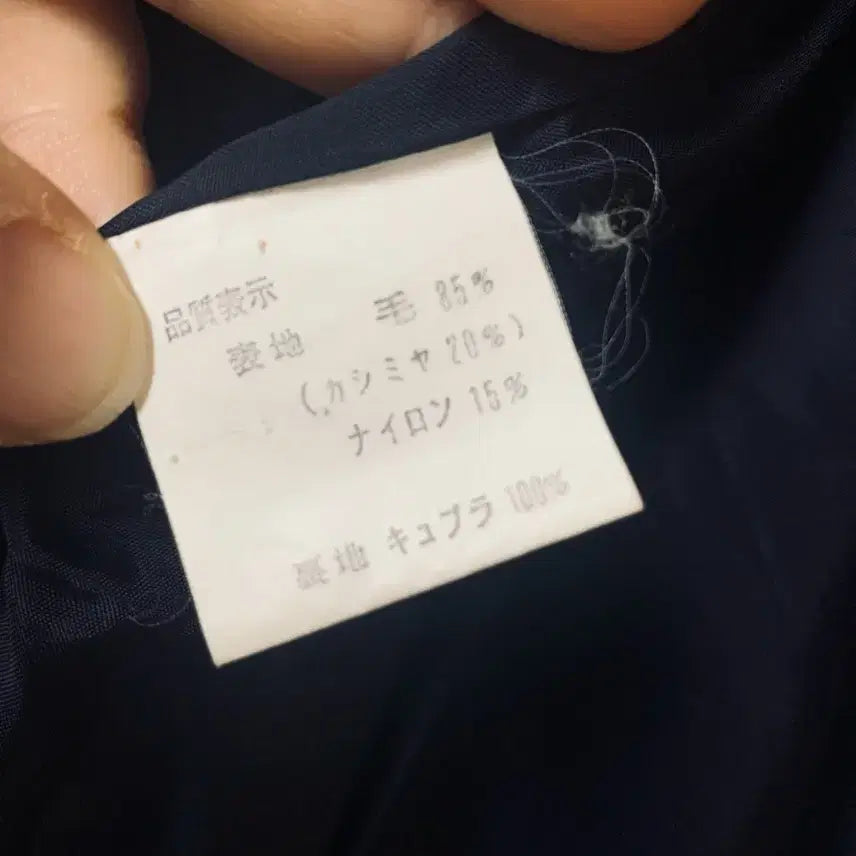 品質表示
表地 毛 85%
(カシミヤ 20%)
ナイロン 15%
裏地 キュプラ 100%